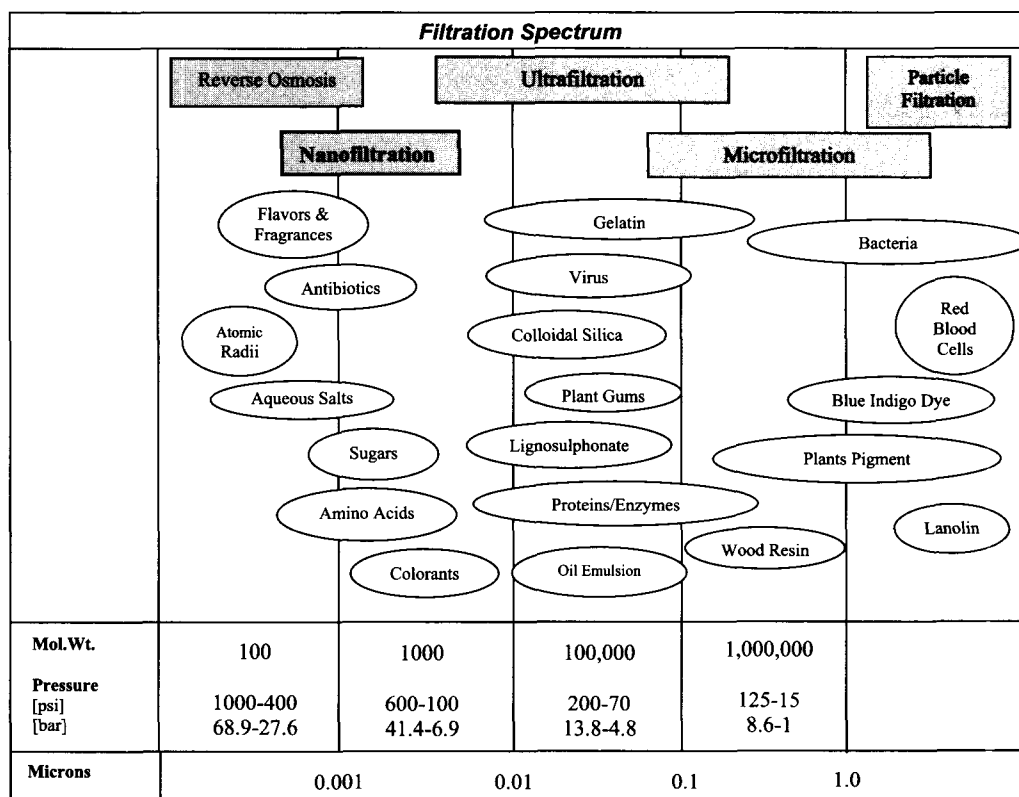 Filtration Spectrum
Reverse Osmosis
Ultrafiltration
Particle
Filtration
Nanofiltration
Microfiltration
Flavors &
Fragrances
Gelatin
Bacteria
Antibiotics
Virus
Atomic
Radii
Colloidal Silica
Red
Blood
Cells
Aqueous Salts
Plant Gums
Blue Indigo Dye
Sugars
Lignosulphonate
Plants Pigment
Amino Acids
Proteins/Enzymes
Lanolin
Wood Resin
Colorants
Oil Emulsion
Mol.Wt. 100 1000 100,000 1,000,000
Pressure
[psi] 1000-400 600-100 200-70 125-15
[bar] 68.9-27.6 41.4-6.9 13.8-4.8 8.6-1
Microns 0.001 0.01 0.1 1.0